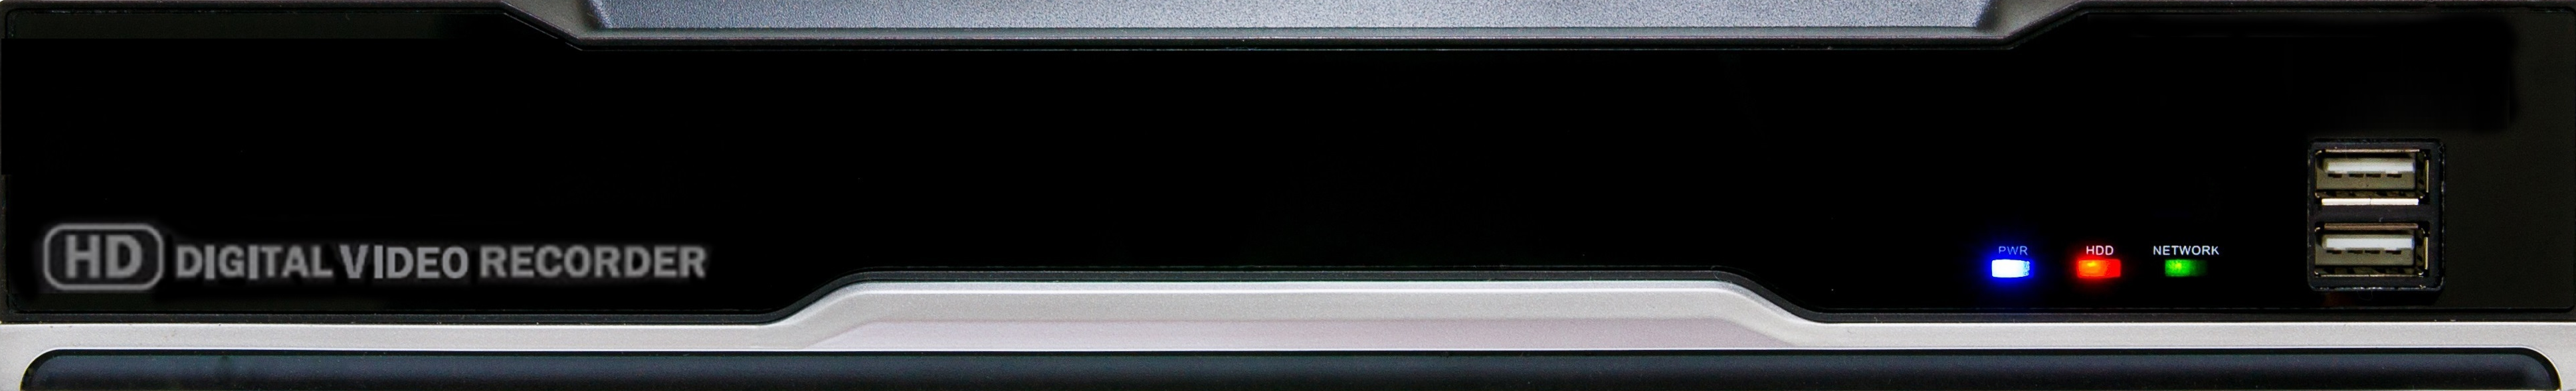 HD DIGITAL VIDEO RECORDER
PWR HDD NETWORK